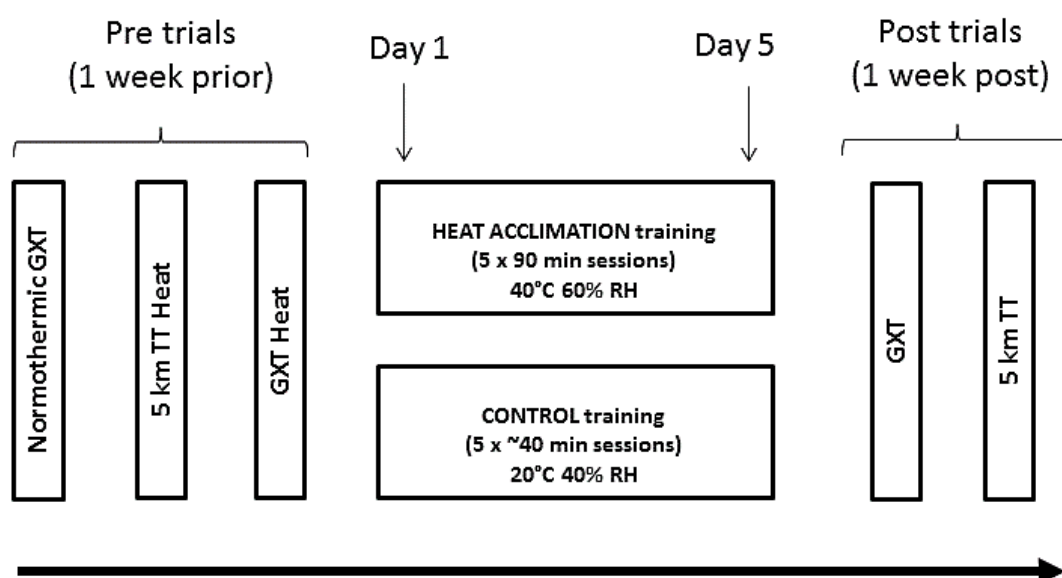 Pre trials
(1 week prior)
Day 1
Day 5
Post trials
(1 week post)
Normothermic GXT
5 km TT Heat
GXT Heat
HEAT ACCLIMATION training
(5 x 90 min sessions)
40°C 60% RH
CONTROL training
(5 x ~40 min sessions)
20°C 40% RH
GXT
5 km TT